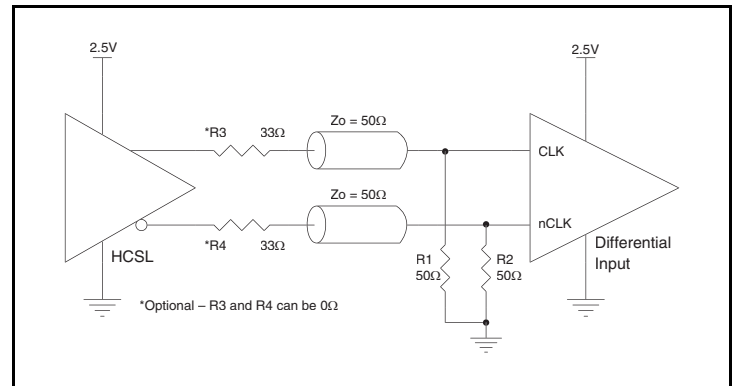 2.5V
2.5V
*R3
33Ω
Zo = 50Ω
CLK
Zo = 50Ω
nCLK
*R4
33Ω
HCSL
R1
50Ω
R2
50Ω
Differential
Input
*Optional – R3 and R4 can be 0Ω